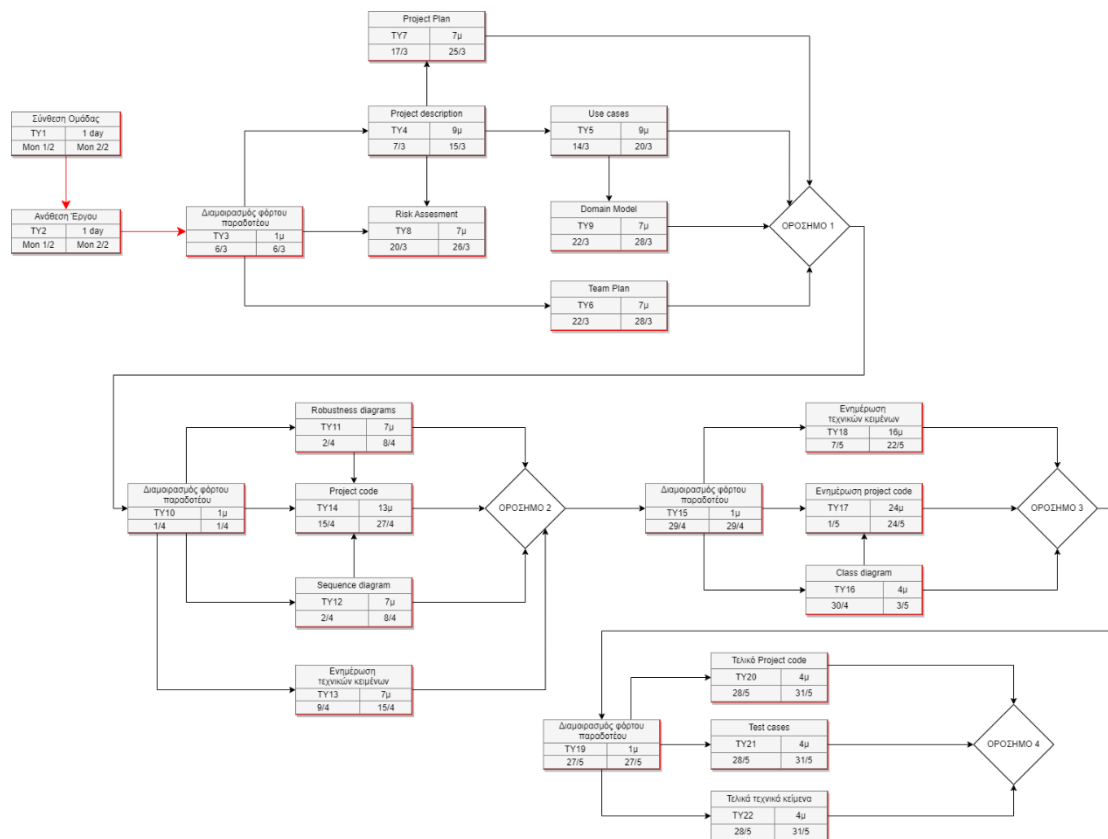 Project Plan
TY7 7μ
17/3 25/3
Σύνθεση Ομάδας
TY1 1 day
Mon 1/2 Mon 2/2
Project description
TY4 9μ
7/3 15/3
Use cases
TY5 9μ
14/3 20/3
Ανάθεση Έργου
TY2 1 day
Mon 1/2 Mon 2/2
Διαμοιρασμός φόρτου
παραδοτέου
TY3 1μ
6/3 6/3
Risk Assesment
TY8 7μ
20/3 26/3
Domain Model
TY9 7μ
22/3 28/3
ΟΡΟΣΗΜΟ 1
Team Plan
TY6 7μ
22/3 28/3
Robustness diagrams
TY11 7μ
2/4 8/4
Διαμοιρασμός φόρτου
παραδοτέου
TY10 1μ
1/4 1/4
Project code
TY14 13μ
15/4 27/4
ΟΡΟΣΗΜΟ 2
Sequence diagram
TY12 7μ
2/4 8/4
Ενημέρωση
τεχνικών κειμένων
TY13 7μ
9/4 15/4
Ενημέρωση
τεχνικών κειμένων
TY18 16μ
7/5 22/5
Διαμοιρασμός φόρτου
παραδοτέου
TY15 1μ
29/4 29/4
Ενημέρωση project code
TY17 24μ
1/5 24/5
ΟΡΟΣΗΜΟ 3
Class diagram
TY16 4μ
30/4 3/5
Τελικό Project code
TY20 4μ
28/5 31/5
Διαμοιρασμός φόρτου
παραδοτέου
TY19 1μ
27/5 27/5
Test cases
TY21 4μ
28/5 31/5
ΟΡΟΣΗΜΟ 4
Τελικά τεχνικά κείμενα
TY22 4μ
28/5 31/5